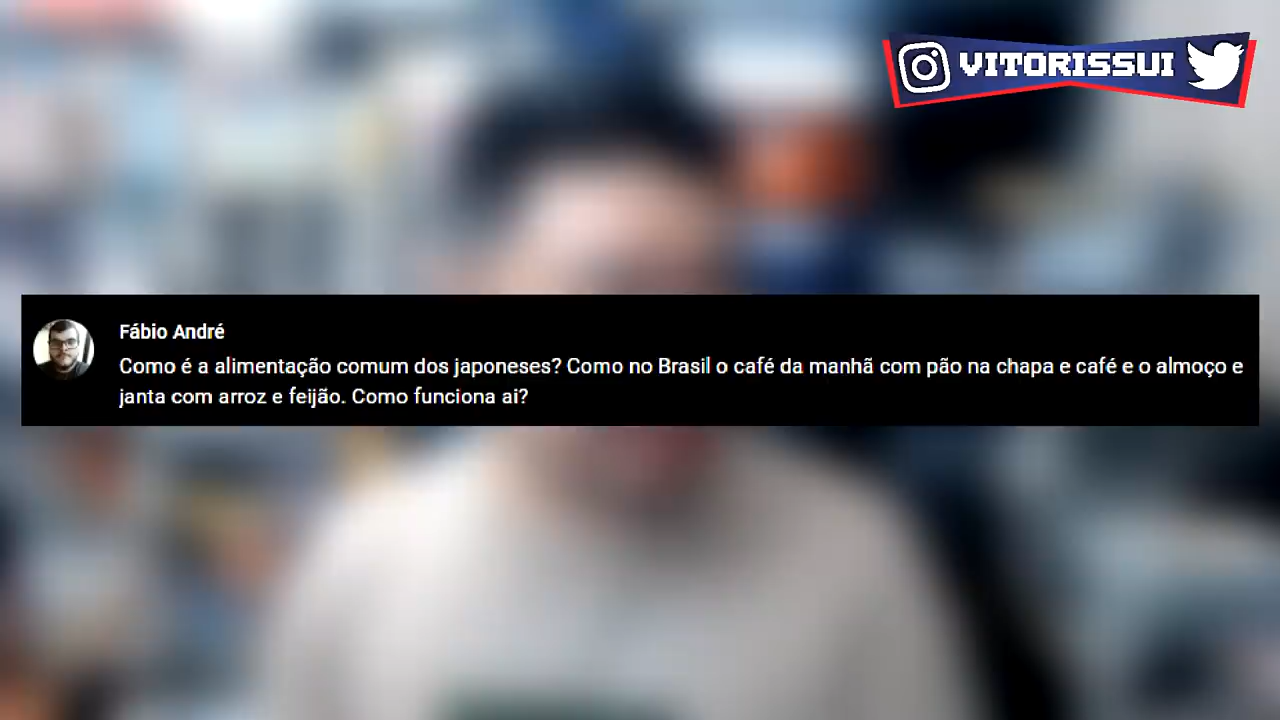 VITORISSUI
Fábio André
Como é a alimentação comum dos japoneses? Como no Brasil o café da manhã com pão na chapa e café e o almoço e
janta com arroz e feijão. Como funciona ai?